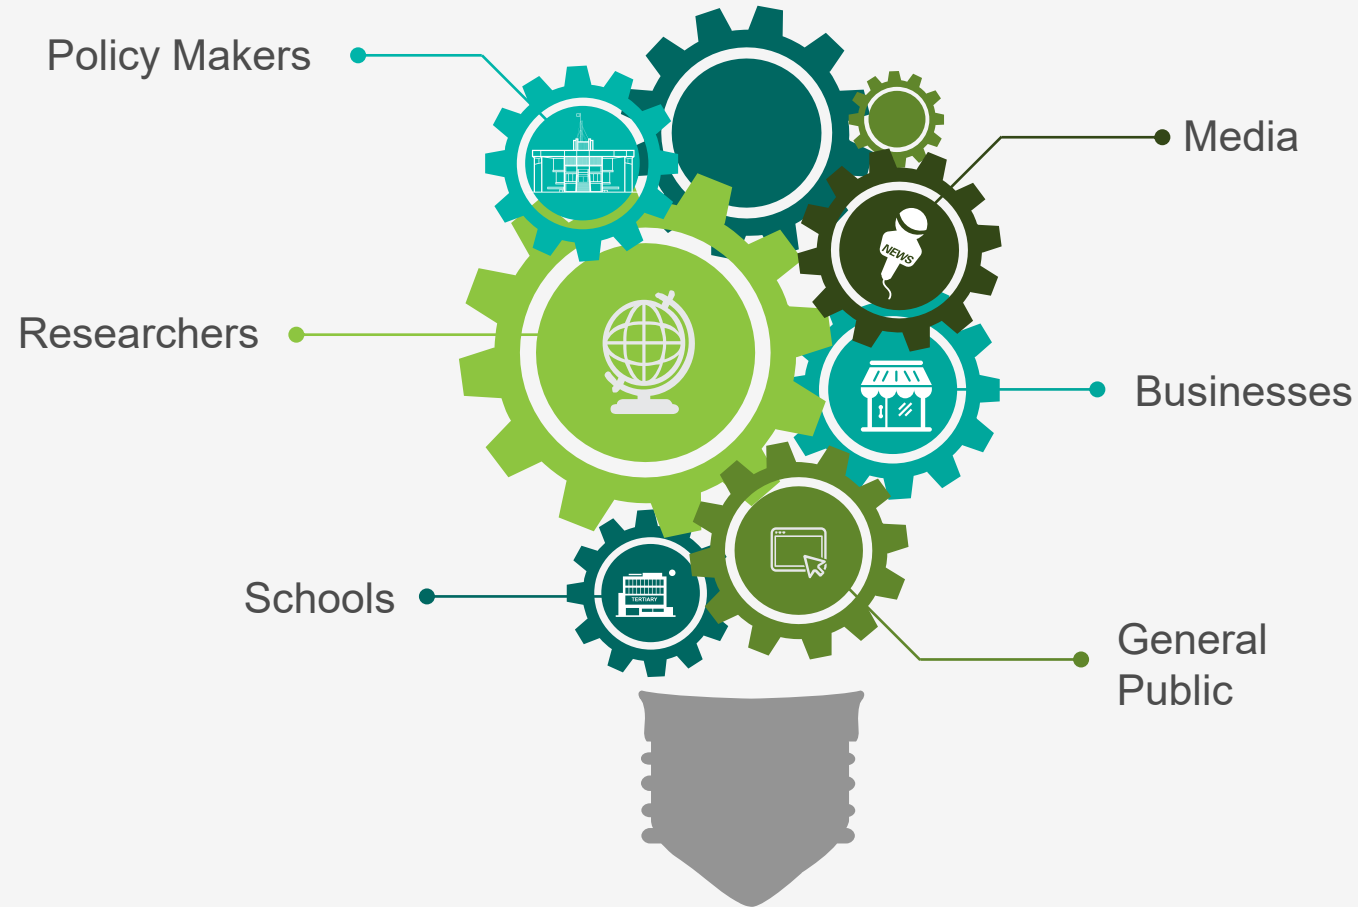 Policy Makers
Media
NEWS
Researchers
Businesses
Schools
TERTIARY
General
Public